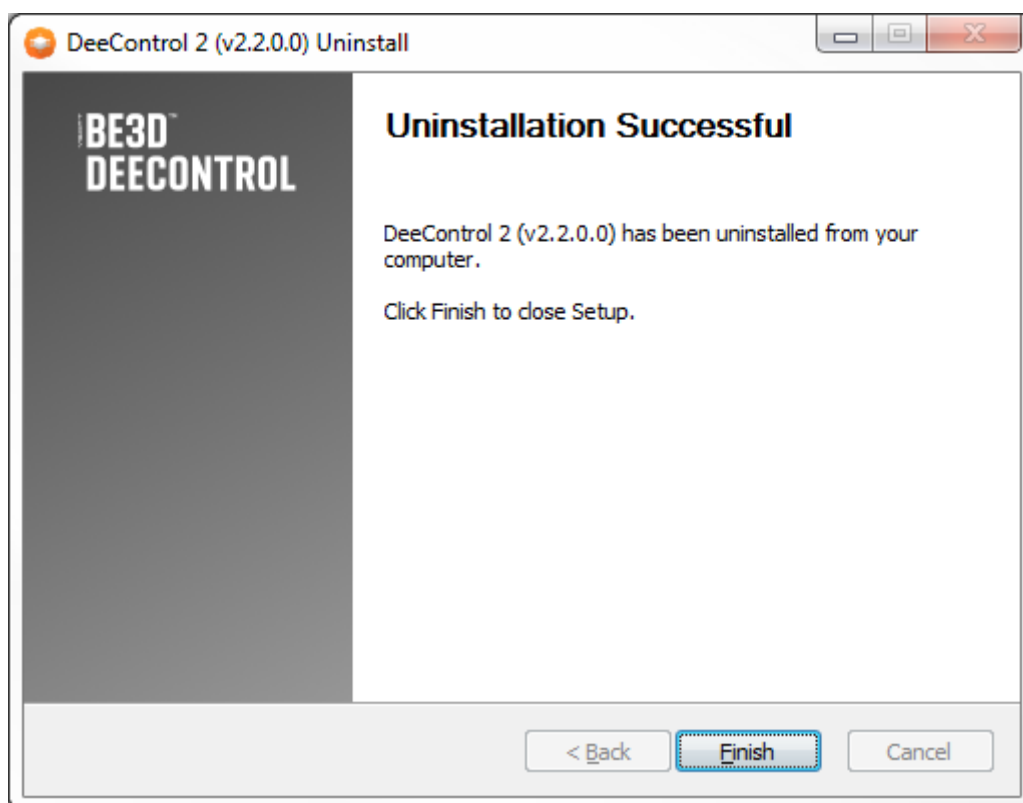 DeeControl 2 (v2.2.0.0) Uninstall
BE3D™
DEECONTROL
Uninstallation Successful
DeeControl 2 (v2.2.0.0) has been uninstalled from your
computer.
Click Finish to close Setup.
< Back
Finish
Cancel